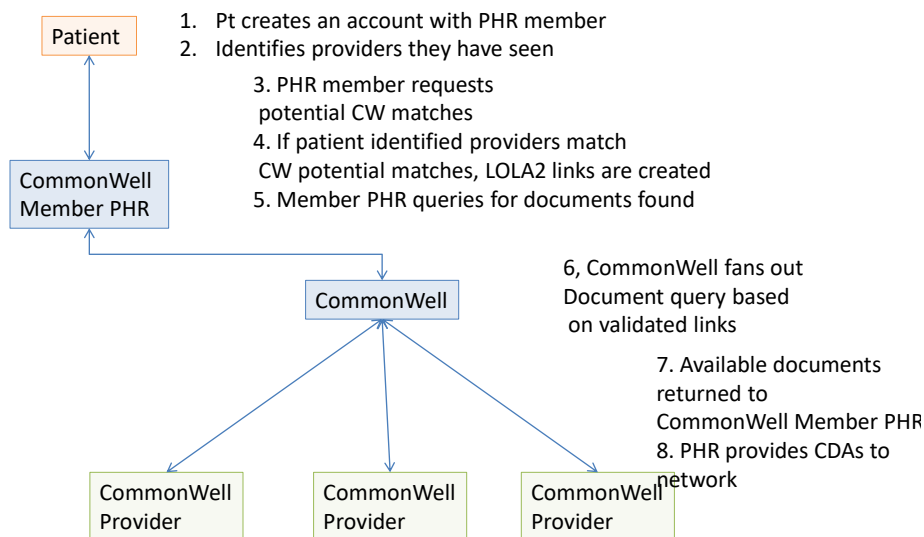 Patient
1. Pt creates an account with PHR member
2. Identifies providers they have seen
3. PHR member requests
potential CW matches
4. If patient identified providers match
CW potential matches, LOLA2 links are created
5. Member PHR queries for documents found
CommonWell
Member PHR
6, CommonWell fans out
Document query based
on validated links
CommonWell
7. Available documents
returned to
CommonWell Member PHR
8. PHR provides CDAs to
network
CommonWell
Provider
CommonWell
Provider
CommonWell
Provider